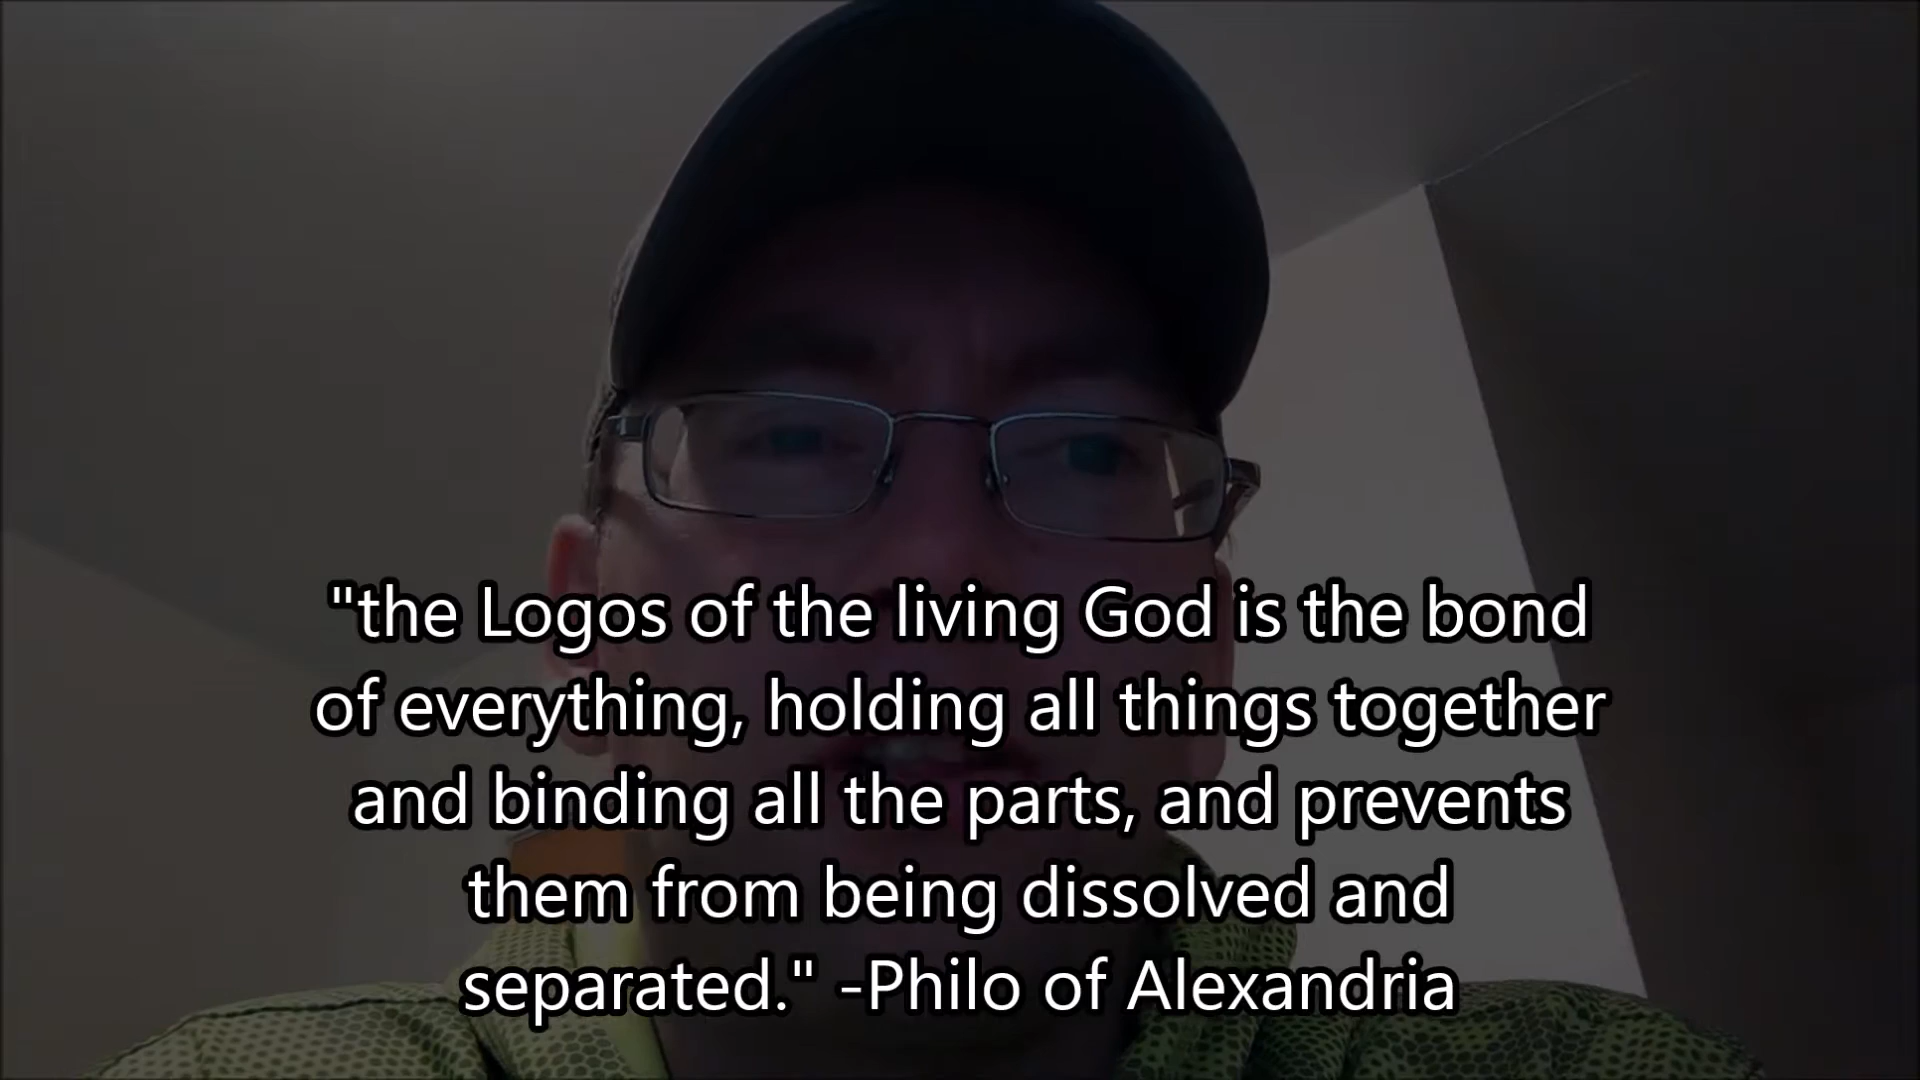 "the Logos of the living God is the bond
of everything, holding all things together
and binding all the parts, and prevents
them from being dissolved and
separated." -Philo of Alexandria